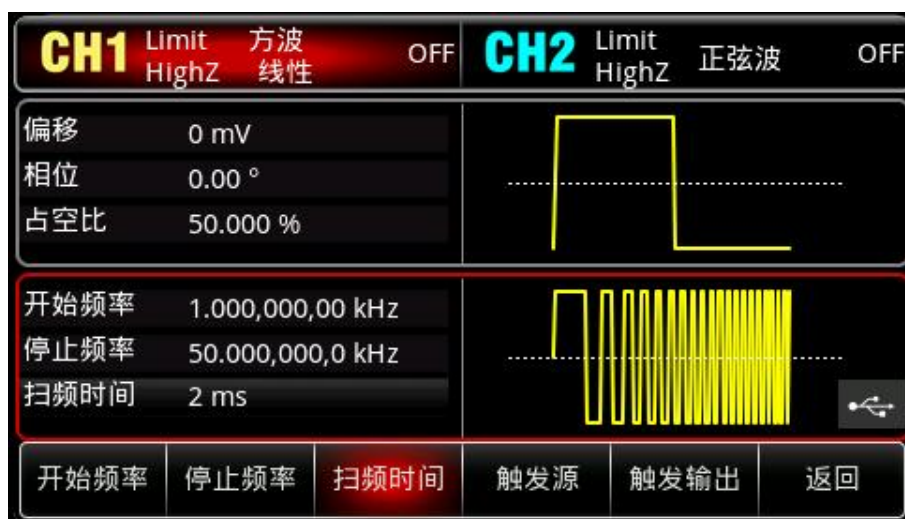 CH1 Limit 方波 OFF CH2 Limit 正弦波 OFF
HighZ 线性 HighZ
偏移 0 mV
相位 0.00 °
占空比 50.000 %
开始频率 1.000,000,00 kHz
停止频率 50.000,000,0 kHz
扫频时间 2 ms
开始频率 停止频率 扫频时间 触发源 触发输出 返回